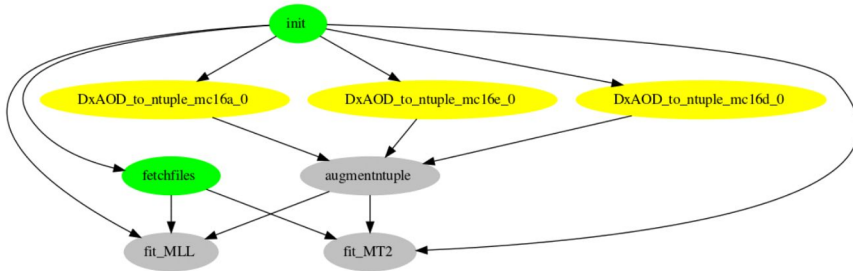 init
DxAOD_to_ntuple_mc16a_0
DxAOD_to_ntuple_mc16e_0
DxAOD_to_ntuple_mc16d_0
fetchfiles
augmentntuple
fit_MLL
fit_MT2